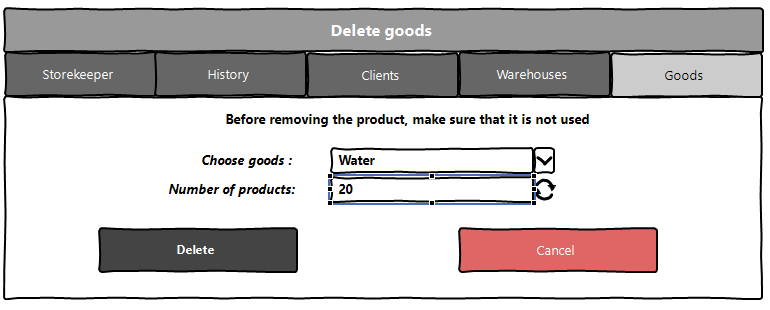 Delete goods
Storekeeper History Clients Warehouses Goods
Before removing the product, make sure that it is not used
Choose goods : Water
Number of products: 20
Delete Cancel